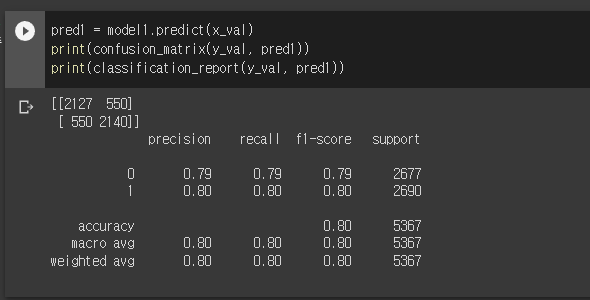 pred1 = model1.predict(x_val)
print(confusion_matrix(y_val, pred1))
print(classification_report(y_val, pred1))
[[2127 550]
[ 550 2140]]
precision recall f1-score support
0 0.79 0.79 0.79 2677
1 0.80 0.80 0.80 2690
accuracy 0.80 5367
macro avg 0.80 0.80 0.80 5367
weighted avg 0.80 0.80 0.80 5367